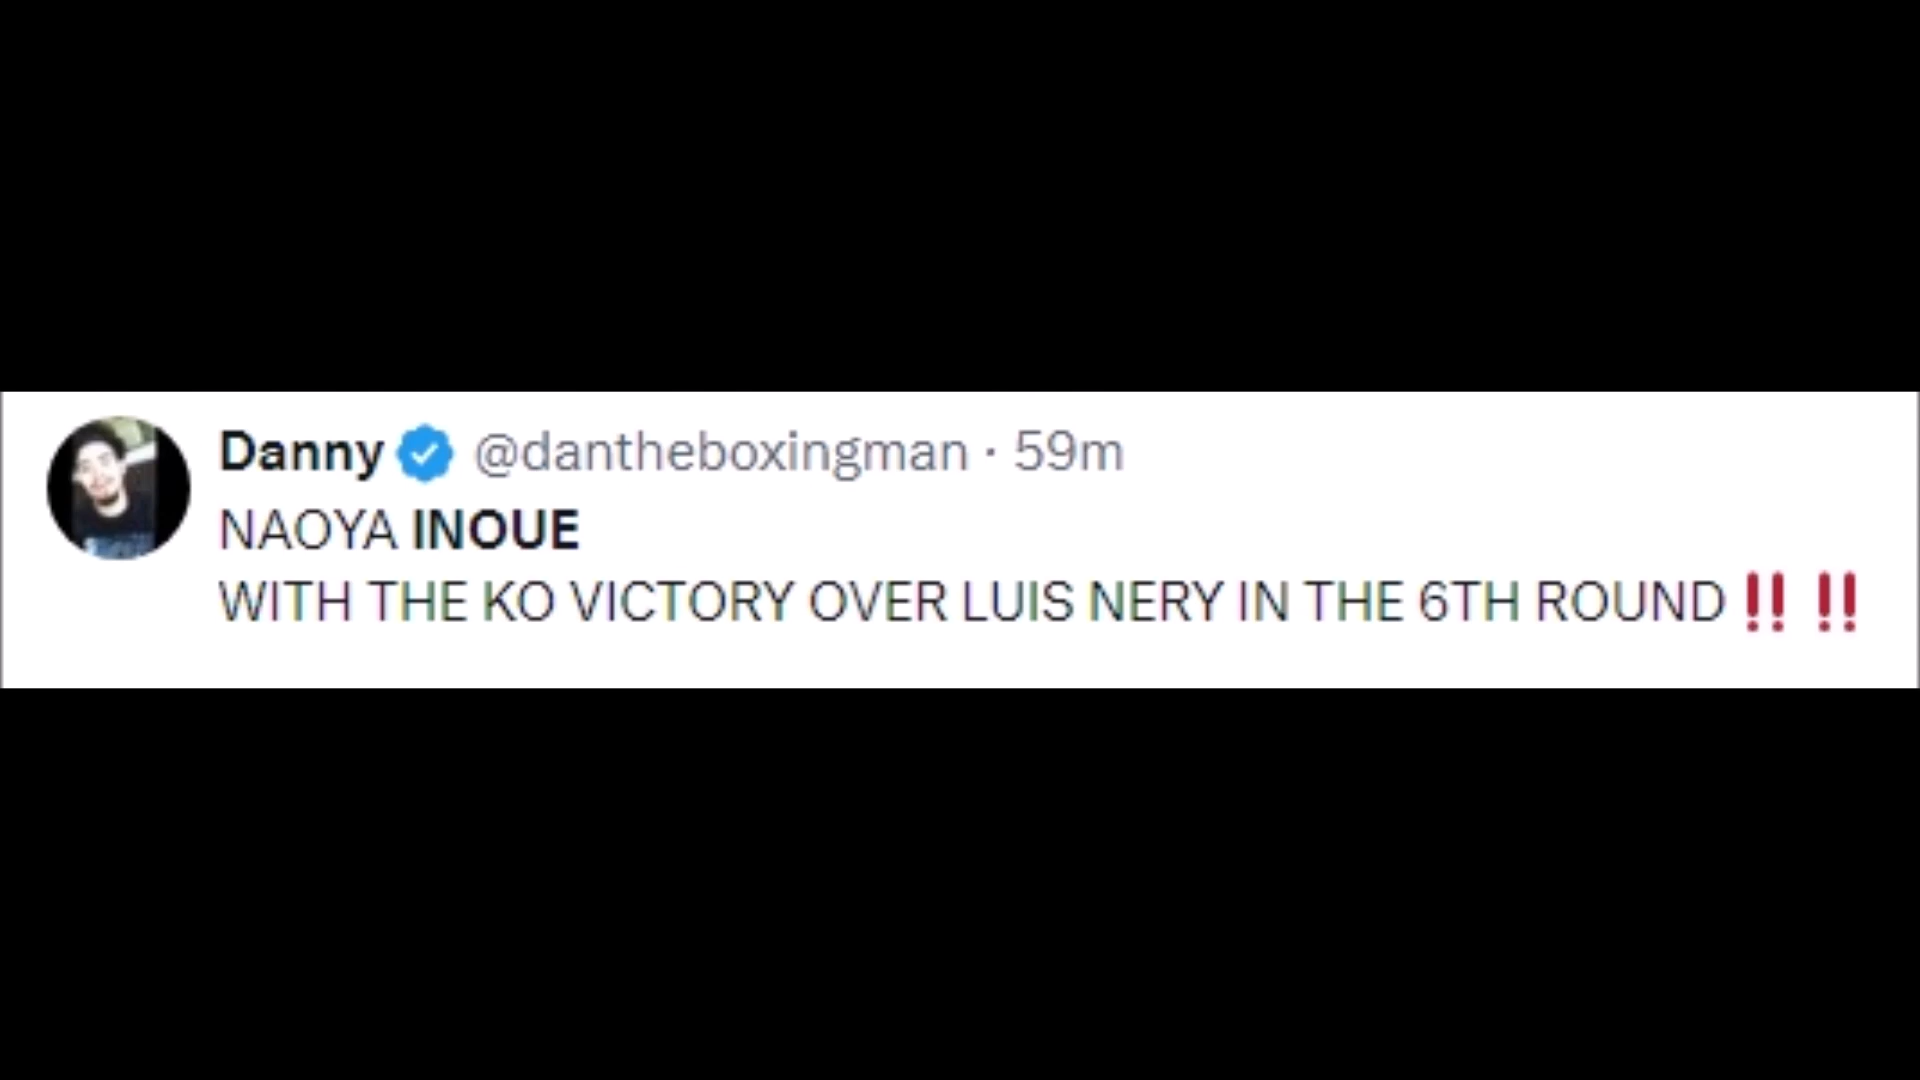 Danny @dantheboxingman · 59m
NAOYA INOUE
WITH THE KO VICTORY OVER LUIS NERY IN THE 6TH ROUND‼️ ‼️